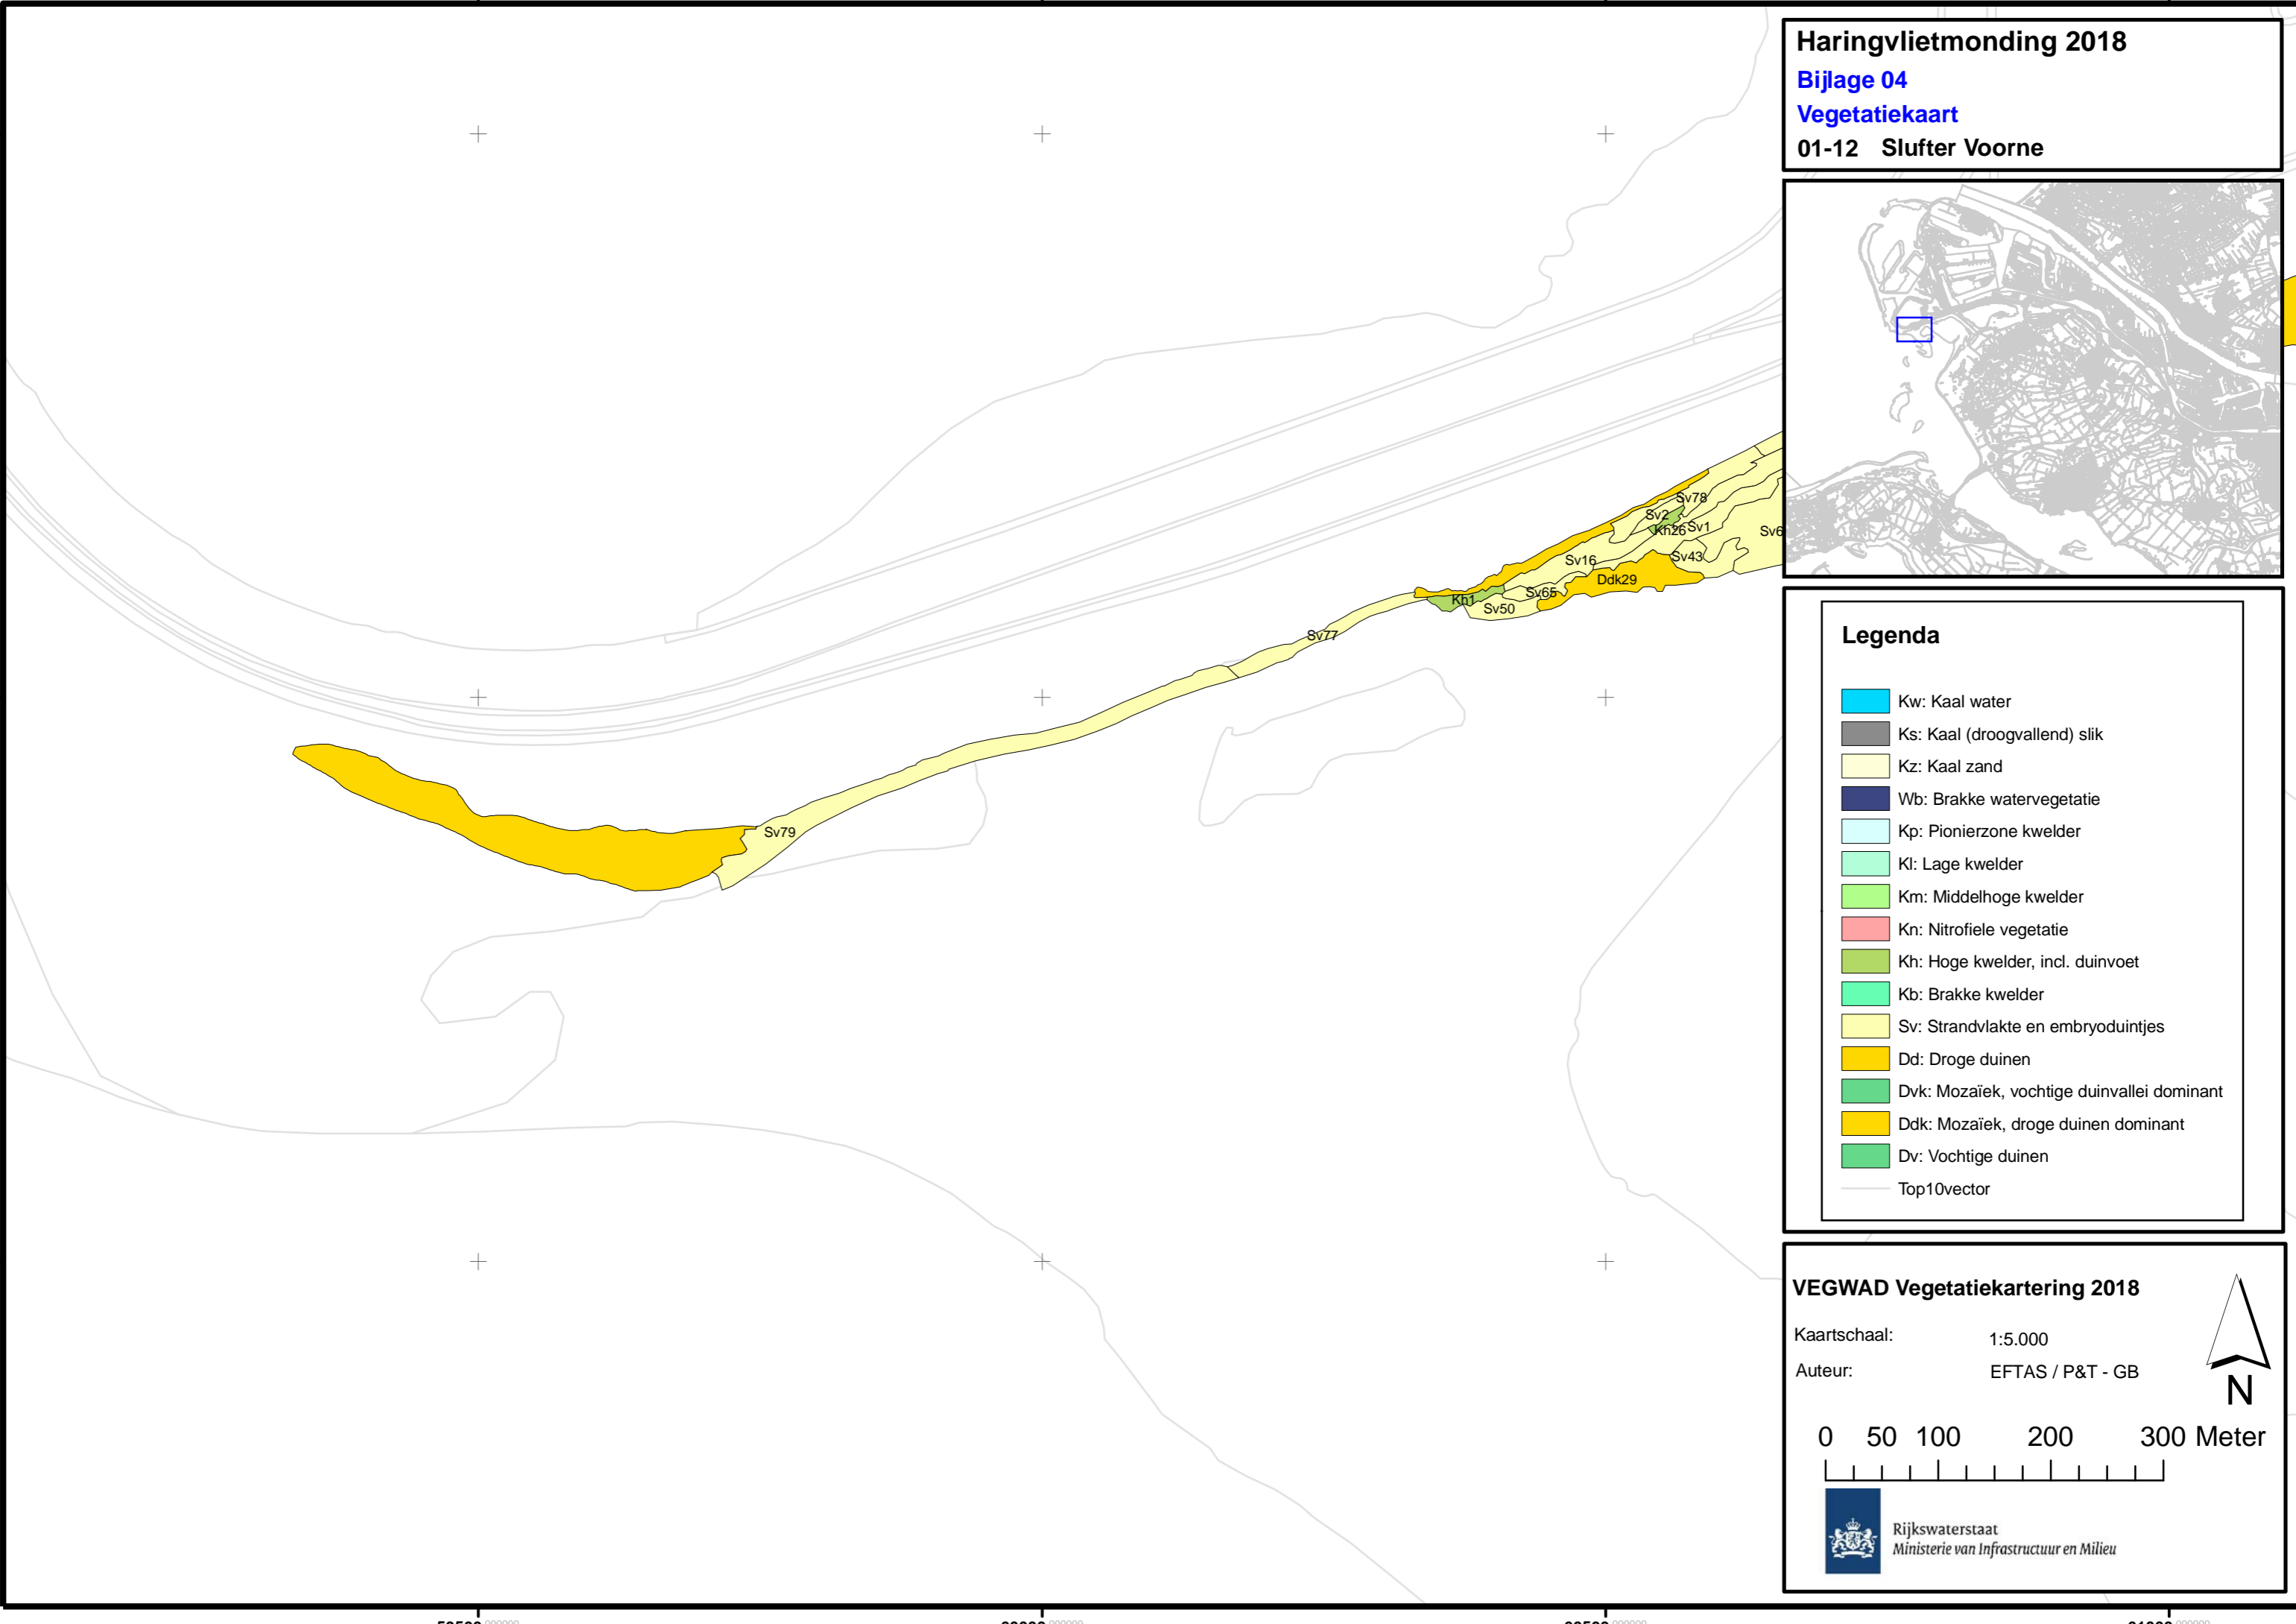 Haringvlietmonding 2018
Bijlage 04
Vegetatiekaart
01-12 Slufter Voorne
Sv78
Sv2
Kh26
Sv1
Sv6
Sv16
Sv43
Ddk29
Sv65
Kh1
Sv50
Sv77
Sv79
Legenda
Kw: Kaal water
Ks: Kaal (droogvallend) slik
Kz: Kaal zand
Wb: Brakke watervegetatie
Kp: Pionierzone kwelder
Kl: Lage kwelder
Km: Middelhoge kwelder
Kn: Nitrofiele vegetatie
Kh: Hoge kwelder, incl. duinvoet
Kb: Brakke kwelder
Sv: Strandvlakte en embryoduintjes
Dd: Droge duinen
Dvk: Mozaïek, vochtige duinvallei dominant
Ddk: Mozaïek, droge duinen dominant
Dv: Vochtige duinen
Top10vector
VEGWAD Vegetatiekartering 2018
Kaartschaal: 1:5.000
Auteur: EFTAS / P&T - GB
N
0 50 100 200 300 Meter
Rijkswaterstaat
Ministerie van Infrastructuur en Milieu